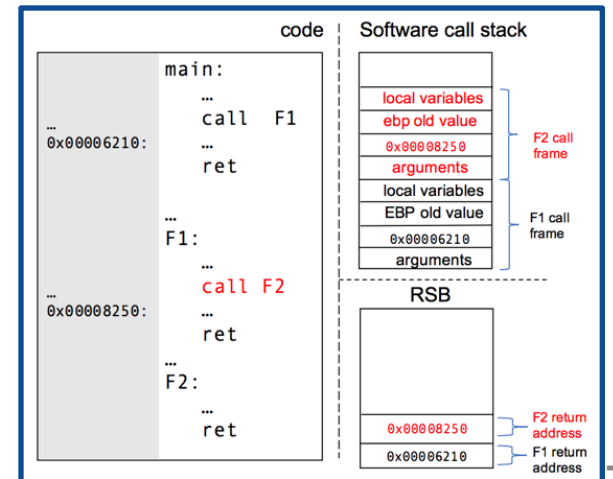 code
main:
…
call F1
…
0x00006210:
…
ret
…
F1:
…
call F2
…
0x00008250:
…
ret
…
F2:
…
ret
Software call stack
local variables
ebp old value
0x00008250
arguments
F2 call
frame
local variables
EBP old value
0x00006210
arguments
F1 call
frame
RSB
0x00008250
F2 return
address
0x00006210
F1 return
address